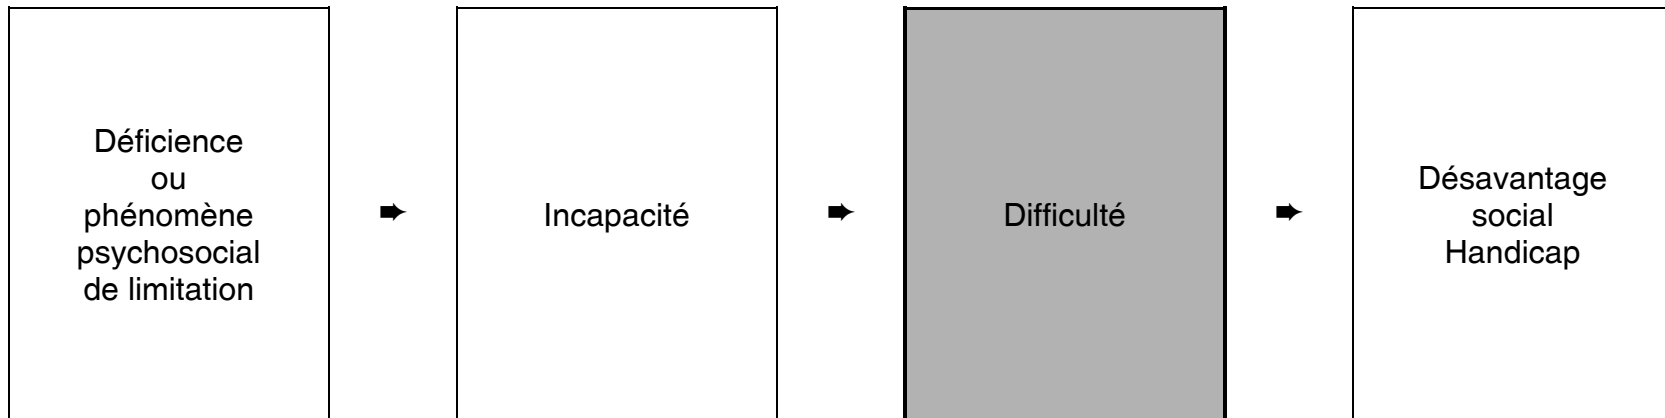 Déficience
ou
phénomène
psychosocial
de limitation
Incapacité
Difficulté
Désavantage
social
Handicap